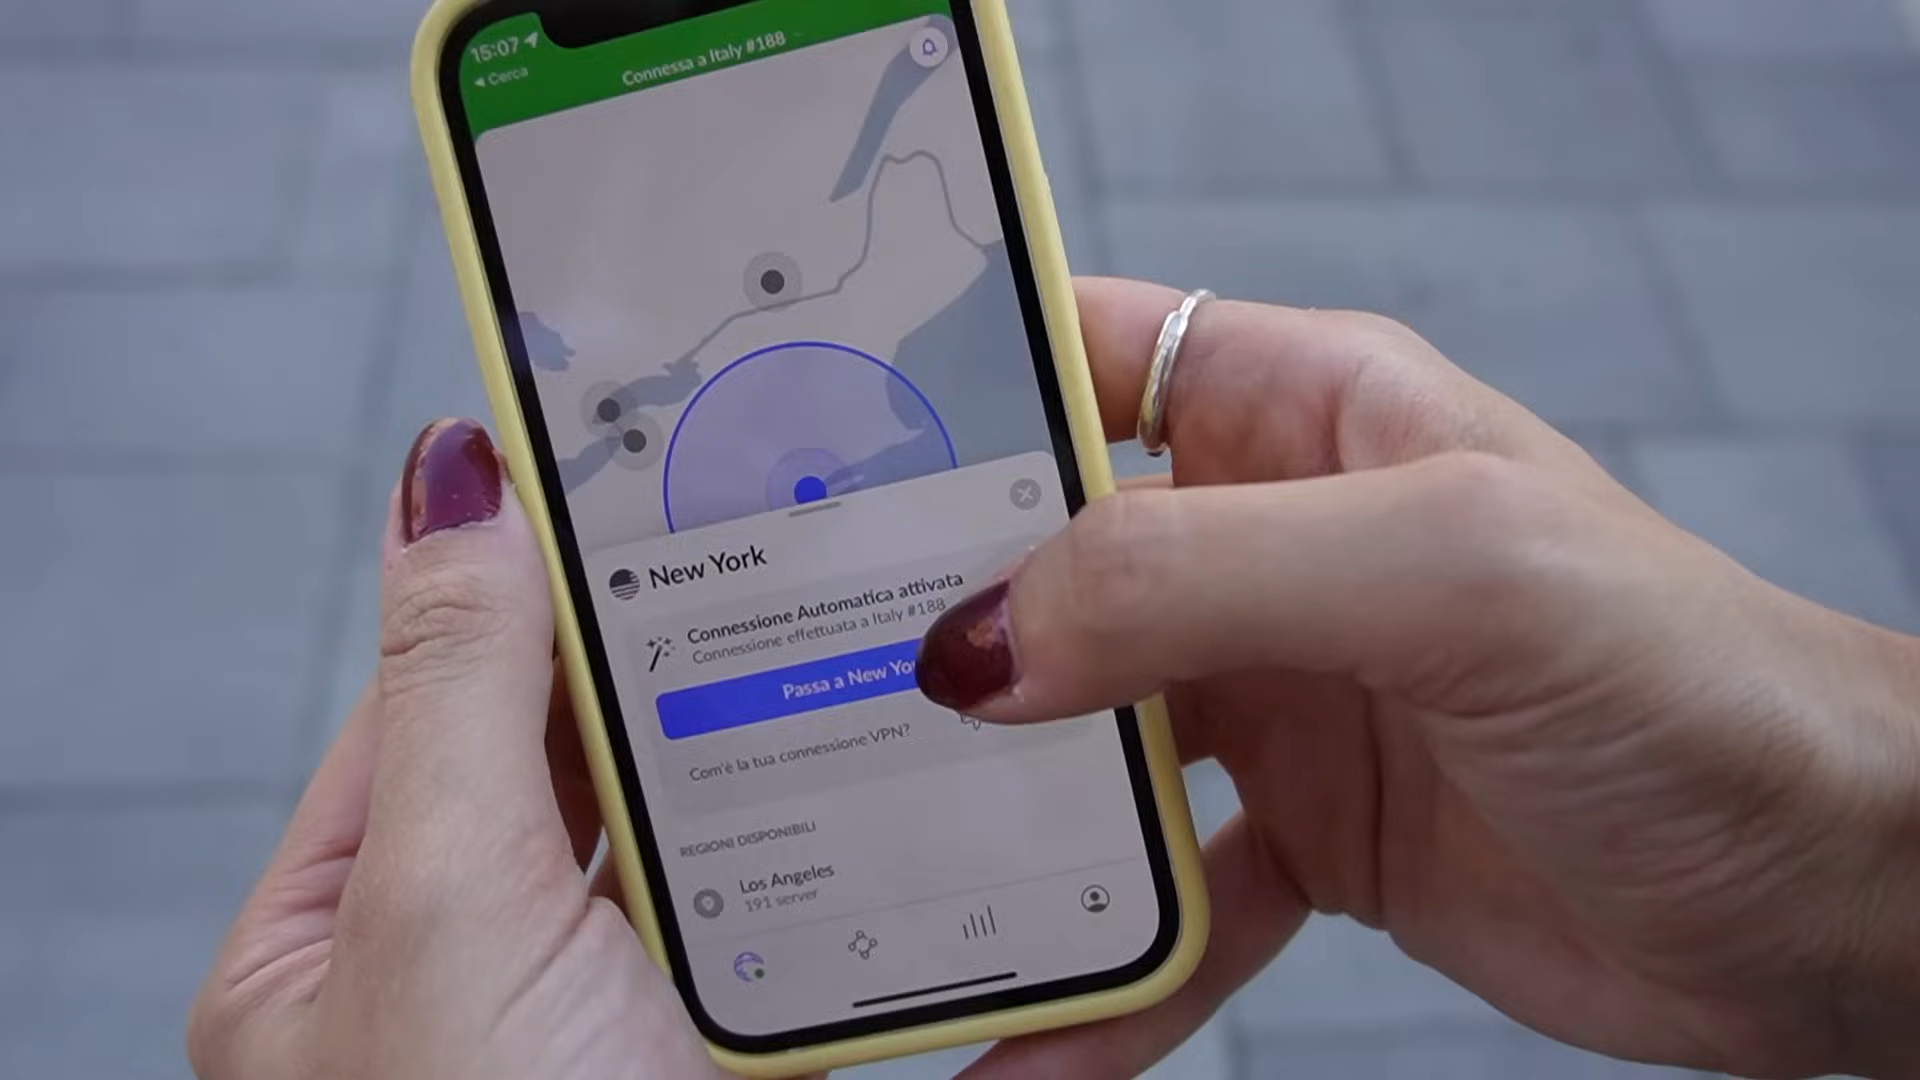 15:07
Cerca
Connessa a Italy #188
New York
Connessione Automatica attivata
Connessione effettuata a Italy #188
Passa a New Yo
Com'è la tua connessione VPN?
REGIONI DISPONIBILI
Los Angeles
191 server